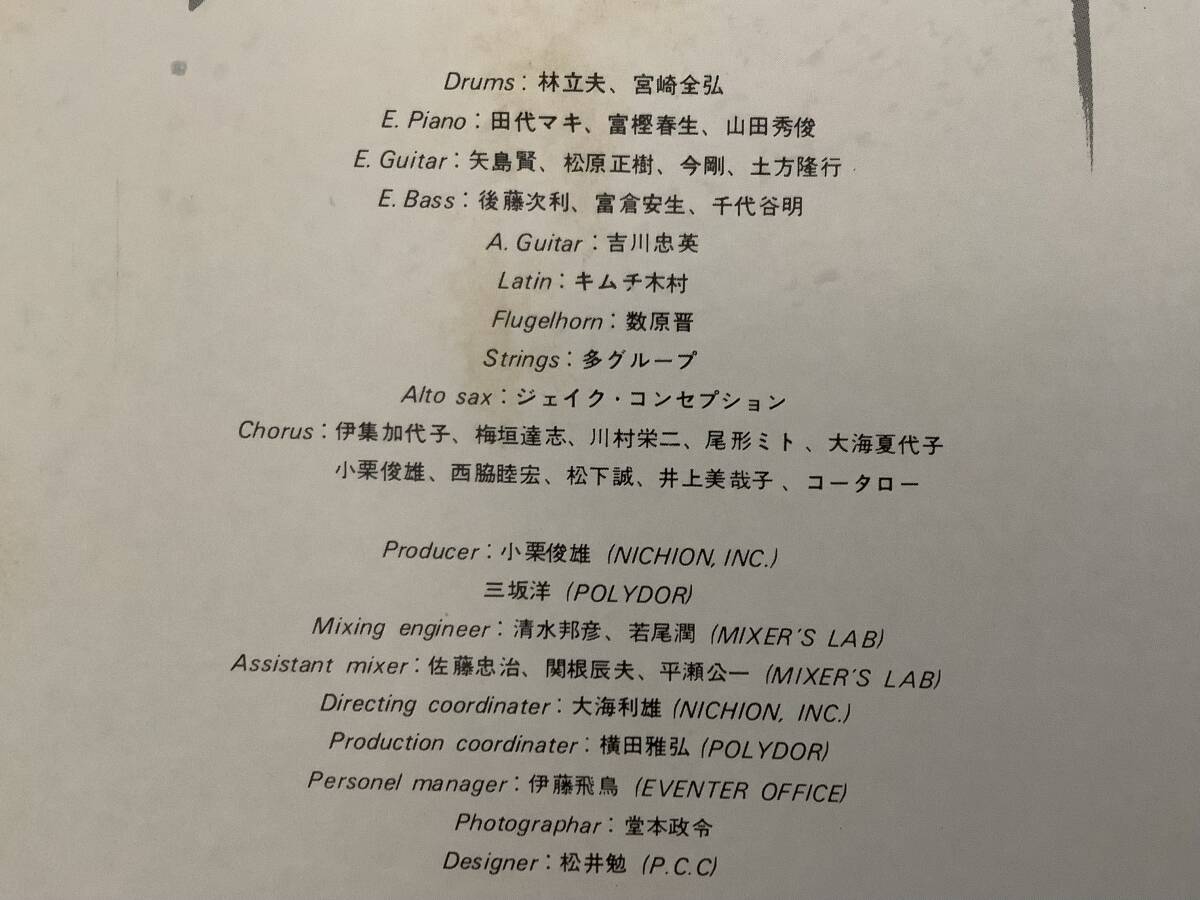 Drums：林立夫、宮崎全弘
E. Piano：田代マキ、富樫春生、山田秀俊
E. Guitar：矢島賢、松原正樹、今剛、土方隆行
E. Bass：後藤次利、富倉安生、千代谷明
A. Guitar：吉川忠英
Latin：キムチ木村
Flugelhorn：数原晋
Strings：多グループ
Alto sax：ジェイク・コンセプション
Chorus：伊集加代子、梅垣達志、川村栄二、尾形ミト、大海夏代子
小栗俊雄、西脇睦宏、松下誠、井上美哉子、コータロー
Producer：小栗俊雄 (NICHION, INC.)
三坂洋 (POLYDOR)
Mixing engineer：清水邦彦、若尾潤 (MIXER'S LAB)
Assistant mixer：佐藤忠治、関根辰夫、平瀬公一 (MIXER'S LAB)
Directing coordinater：大海利雄 (NICHION, INC.)
Production coordinater：横田雅弘 (POLYDOR)
Personel manager：伊藤飛鳥 (EVENTER OFFICE)
Photographar：堂本政令
Designer：松井勉 (P.C.C)